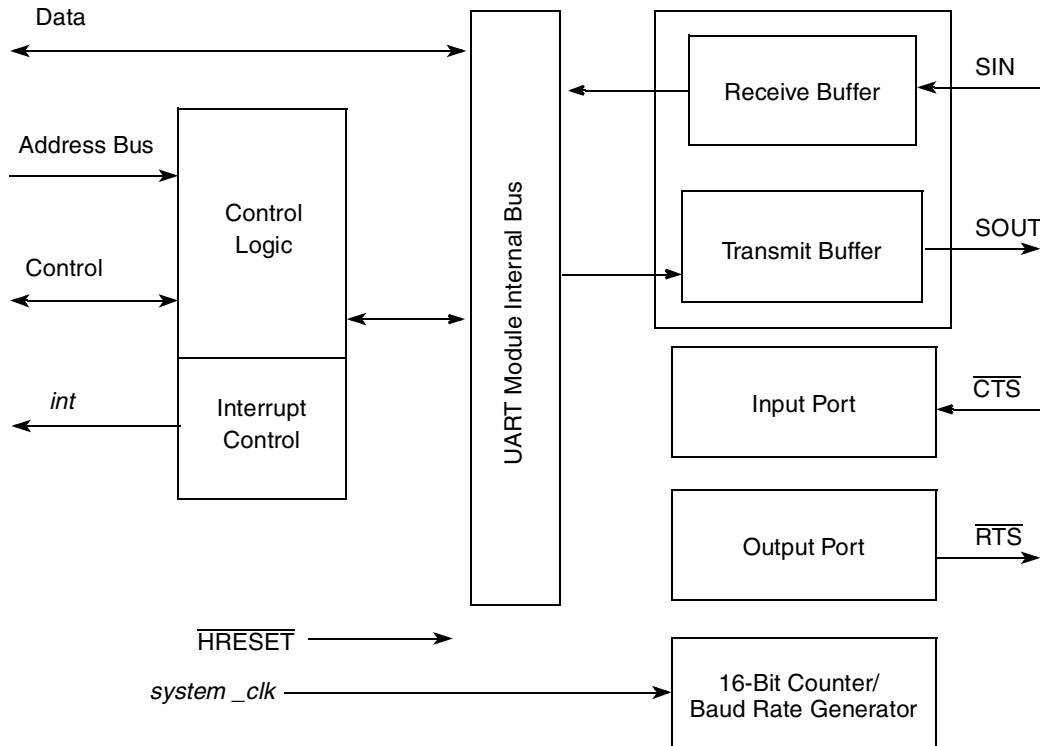 Data
Address Bus
Control
int
Control
Logic
Interrupt
Control
UART Module Internal Bus
Receive Buffer
SIN
Transmit Buffer
SOUT
Input Port
CTS
Output Port
RTS
HRESET
system _clk
16-Bit Counter/
Baud Rate Generator